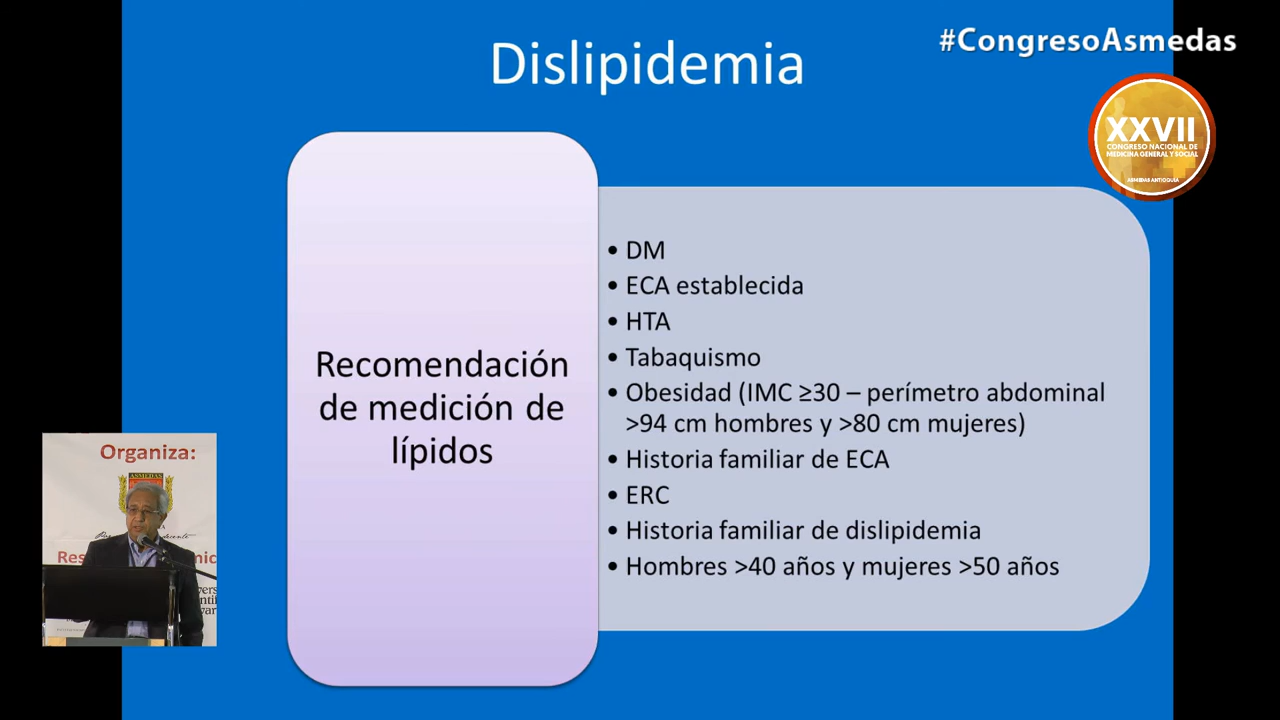 Dislipidemia
#CongresoAsmedas
XXVII
CONGRESO NACIONAL DE
MEDICINA GENERAL Y SOCIAL
ASMEDAS ANTIOQUIA
Recomendación
de medición de
lípidos
• DM
• ECA establecida
• HTA
• Tabaquismo
• Obesidad (IMC ≥30 – perímetro abdominal
>94 cm hombres y >80 cm mujeres)
• Historia familiar de ECA
• ERC
• Historia familiar de dislipidemia
• Hombres >40 años y mujeres >50 años
Organiza: